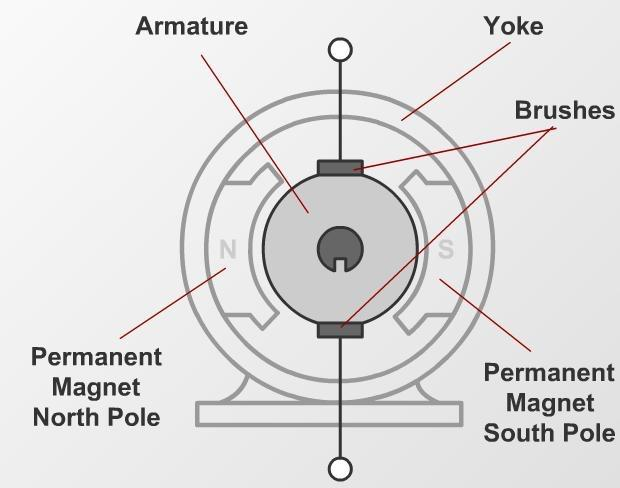 Armature
Yoke
Brushes
N
S
Permanent
Magnet
North Pole
Permanent
Magnet
South Pole